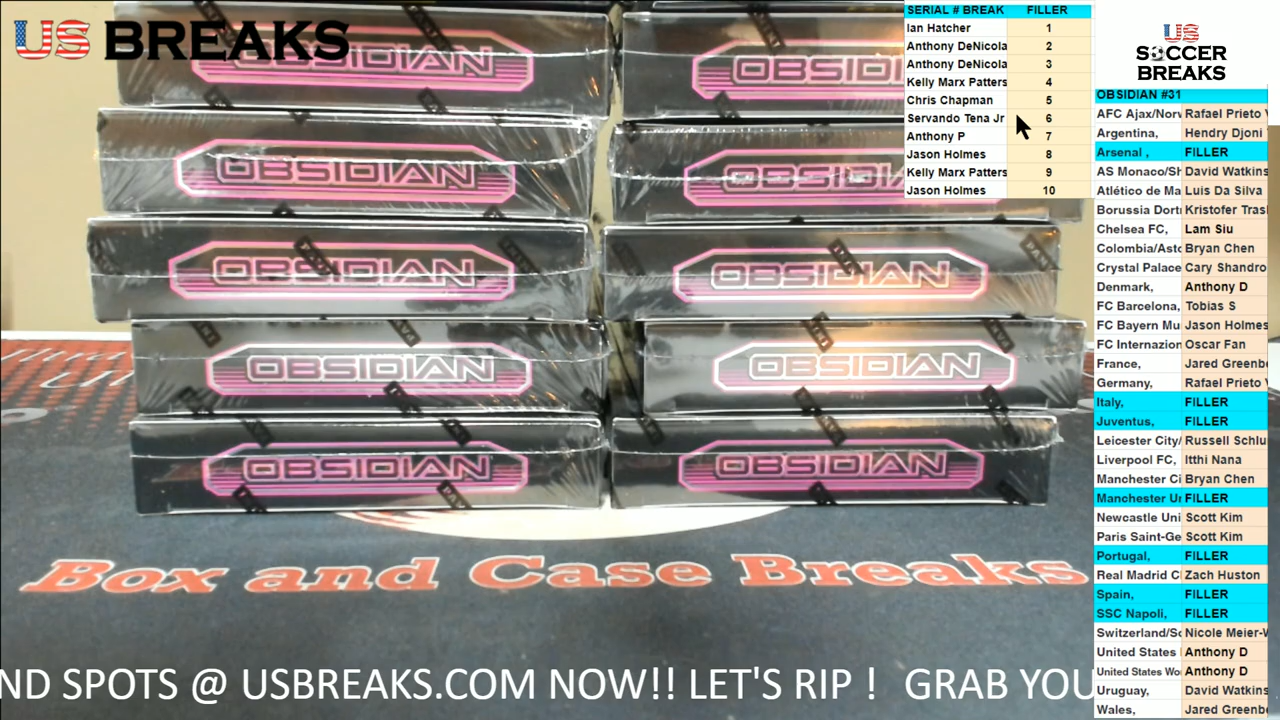 US BREAKS
SERIAL # BREAK FILLER
Ian Hatcher 1
Anthony DeNicola 2
Anthony DeNicola 3
Kelly Marx Patters 4
Chris Chapman 5
Servando Tena Jr 6
Anthony P 7
Jason Holmes 8
Kelly Marx Patters 9
Jason Holmes 10
US
SOCCER
BREAKS
OBSIDIAN #31
AFC Ajax/Norw Rafael Prieto V
Argentina, Hendry Djoni
Arsenal , FILLER
AS Monaco/Sh David Watkins
Atlético de Ma Luis Da Silva
Borussia Dort Kristofer Tras
Chelsea FC, Lam Siu
Colombia/Asto Bryan Chen
Crystal Palace Cary Shandro
Denmark, Anthony D
FC Barcelona, Tobias S
FC Bayern Mu Jason Holmes
FC Internazion Oscar Fan
France, Jared Greenb
Germany, Rafael Prieto V
Italy, FILLER
Juventus, FILLER
Leicester City/ Russell Schlu
Liverpool FC, Itthi Nana
Manchester Ci Bryan Chen
Manchester Un FILLER
Newcastle Uni Scott Kim
Paris Saint-Ge Scott Kim
Portugal, FILLER
Real Madrid C Zach Huston
Spain, FILLER
SSC Napoli, FILLER
Switzerland/Sc Nicole Meier-W
United States Anthony D
United States Wo Anthony D
Uruguay, David Watkins
Wales, Jared Greenbe
OBSIDIAN OBSIDIAN
OBSIDIAN OBSIDIAN
OBSIDIAN OBSIDIAN
OBSIDIAN OBSIDIAN
OBSIDIAN OBSIDIAN
Box and Case Breaks
ND SPOTS @ USBREAKS.COM NOW!! LET'S RIP ! GRAB YOU